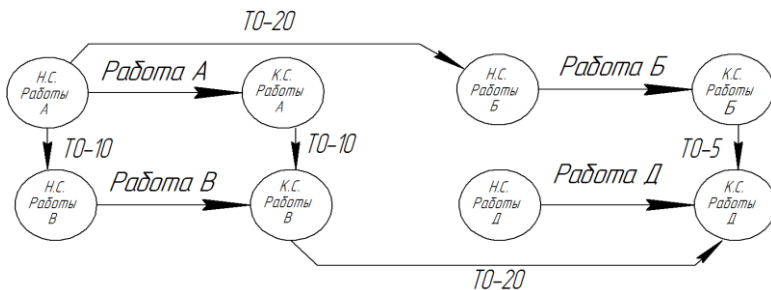 ТО-20
Н.С.
Работы
А
Работа А
К.С.
Работы
А
Н.С.
Работы
Б
Работа Б
К.С.
Работы
Б
ТО-10
ТО-10
ТО-5
Н.С.
Работы
В
Работа В
К.С.
Работы
В
Н.С.
Работы
Д
Работа Д
К.С.
Работы
Д
ТО-20